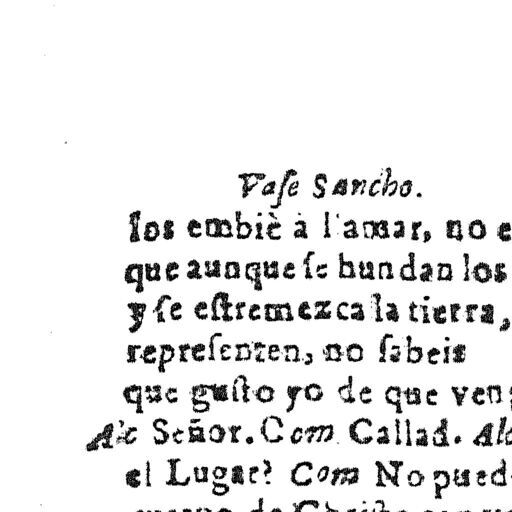 Vaſe Sancho.
los embiè à l'amar, no e
que aunque ſe hundan los
y ſe eſtremezca la tierra,
repreſenten, no ſabeis
que guſto yo de que ven
Alc Señor. Com Callad. Alc
el Lugar? Com No pued
de